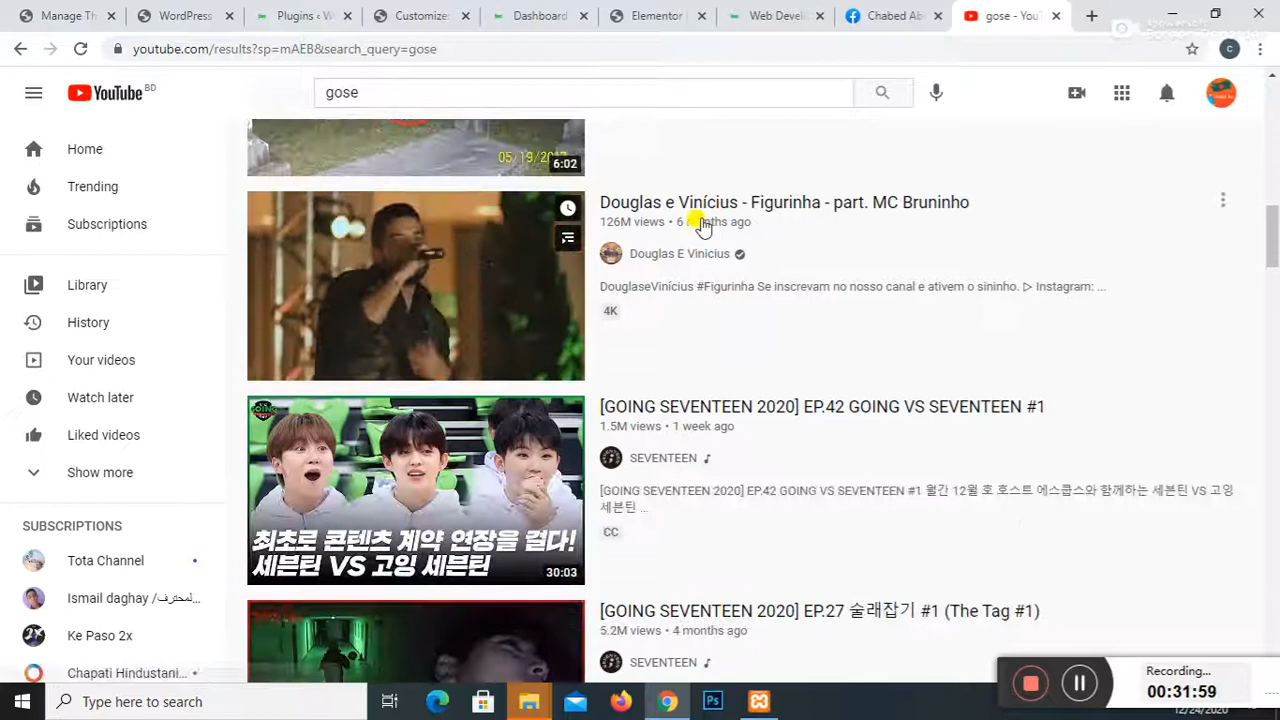 Manage Th
WordPress
Plugins ‹ W
Customize:
Dashboard
Elementor
Web Devel
Chabed Ab
gose - YouT
youtube.com/results?sp=mAEB&search_query=gose
C
YouTube BD
gose
Home
Trending
Subscriptions
Library
History
Your videos
Watch later
Liked videos
Show more
SUBSCRIPTIONS
Tota Channel
Ke Paso 2x
Chapati Hindustani...
6:02
Douglas e Vinícius - Figurinha - part. MC Bruninho
126M views • 6 months ago
Douglas E Vinicius
DouglaseVinícius #Figurinha Se inscrevam no nosso canal e ativem o sininho. ▷ Instagram: ...
4K
GOING
최초로 콘텐츠 계약 연장을 걸다!
세븐틴 VS 고잉 세븐틴
30:03
[GOING SEVENTEEN 2020] EP.42 GOING VS SEVENTEEN #1
1.5M views • 1 week ago
SEVENTEEN
[GOING SEVENTEEN 2020] EP.42 GOING VS SEVENTEEN #1 월간 12월 호 호스트 에스쿱스와 함께하는 세븐틴 VS 고잉
세븐틴 ...
CC
[GOING SEVENTEEN 2020] EP.27 술래잡기 #1 (The Tag #1)
5.2M views • 4 months ago
SEVENTEEN
Recording...
00:31:59
Type here to search
Ps
12/24/2020